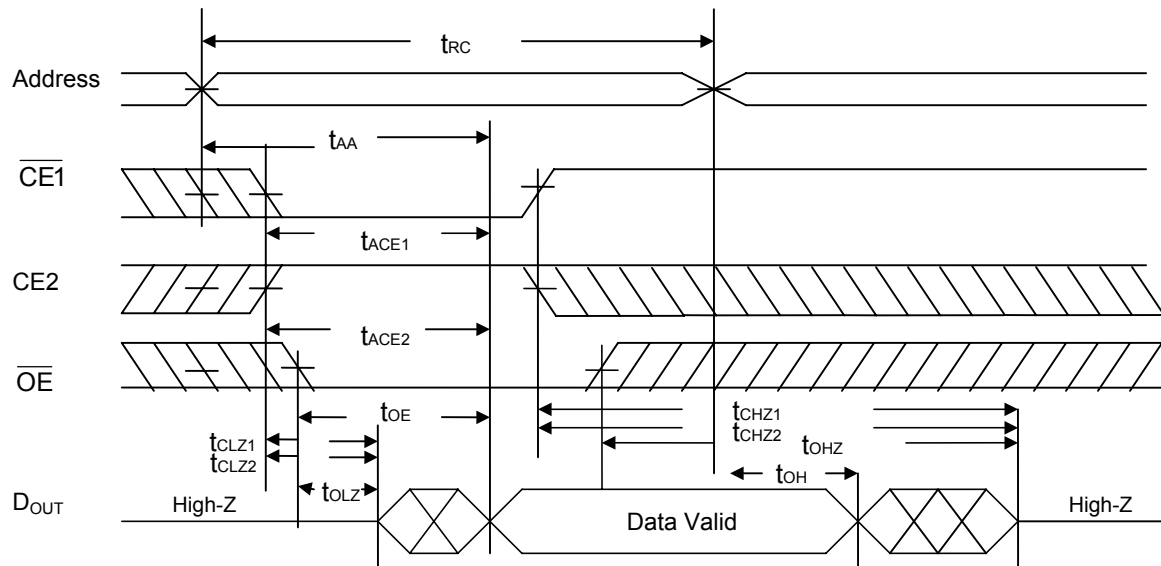 tRC
Address
tAA
CE1
tACE1
CE2
tACE2
OE
tOE
tCHZ1
tCLZ1
tCHZ2
tOHZ
tCLZ2
tOH
tOLZ
DOUT
High-Z
Data Valid
High-Z